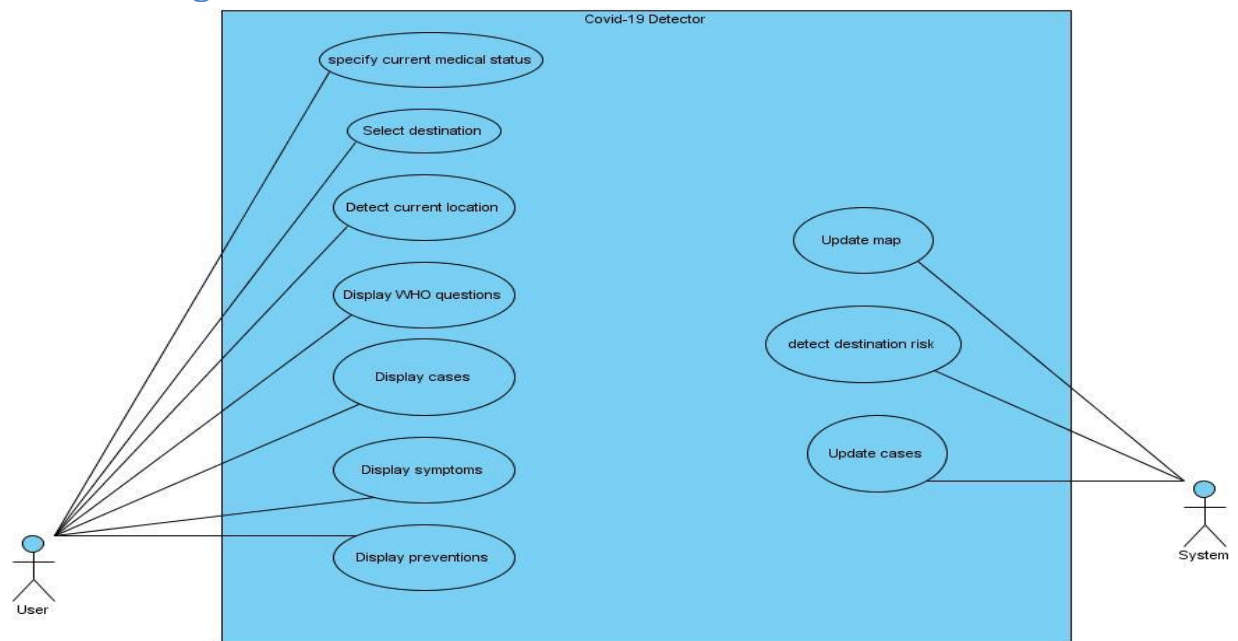 Covid-19 Detector
specify current medical status
Select destination
Detect current location
Display WHO questions
Display cases
Display symptoms
Display preventions
Update map
detect destination risk
Update cases
User
System